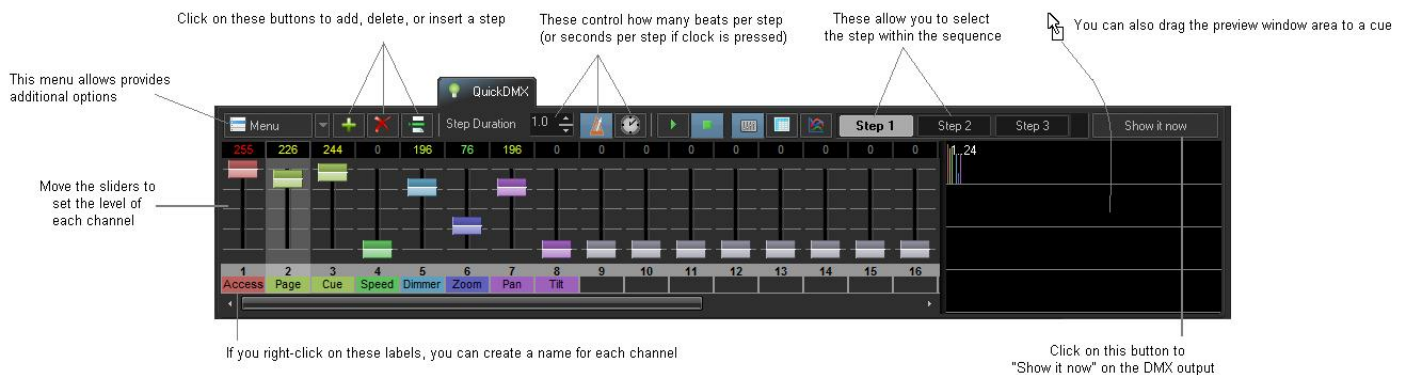 Click on these buttons to add, delete, or insert a step
These control how many beats per step
(or seconds per step if clock is pressed)
These allow you to select
the step within the sequence
You can also drag the preview window area to a cue
This menu allows provides
additional options
QuickDMX
Menu
Step Duration
1.0
Step 1
Step 2
Step 3
Show it now
255 226 244 0 196 76 196 0 0 0 0 0 0 0 0 0
1..24
Move the sliders to
set the level of
each channel
1 2 3 4 5 6 7 8 9 10 11 12 13 14 15 16
Access Page Cue Speed Dimmer Zoom Pan Tilt
If you right-click on these labels, you can create a name for each channel
Click on this button to
"Show it now" on the DMX output